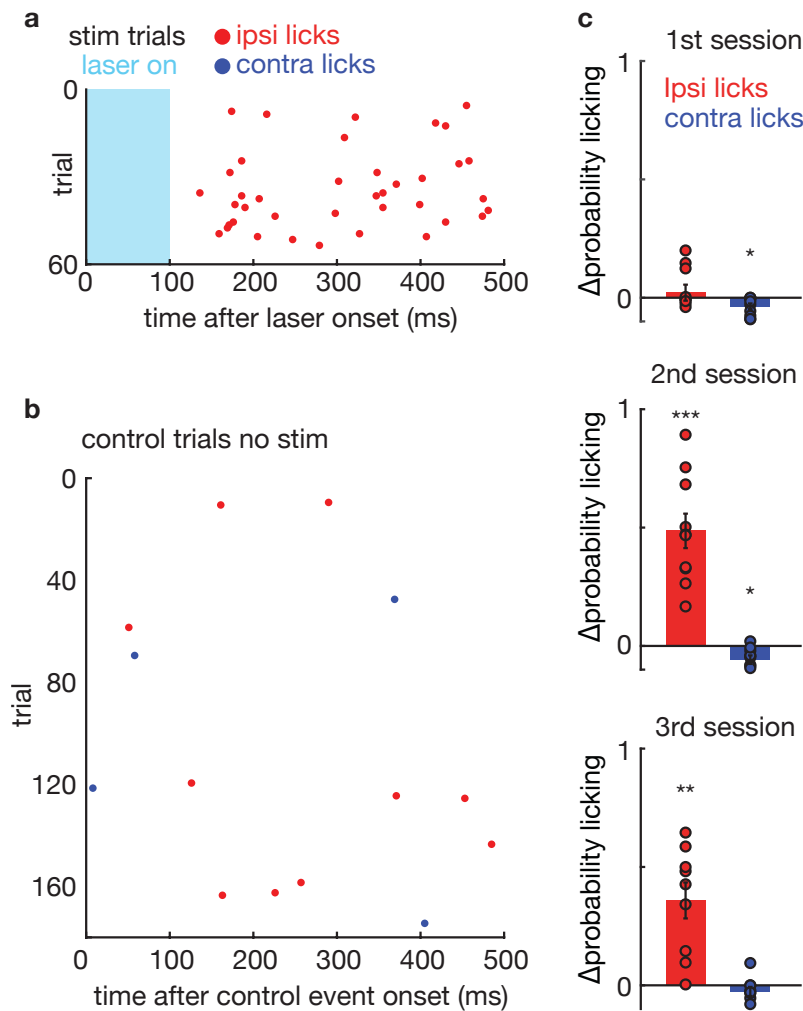 a
stim trials
laser on
ipsi licks
contra licks
0
trial
60
0 100 200 300 400 500
time after laser onset (ms)
b
control trials no stim
0
40
80
trial
120
160
0 100 200 300 400 500
time after control event onset (ms)
c
1st session
1
Ipsi licks
contra licks
Δprobability licking
*
0
2nd session
1
***
Δprobability licking
*
0
3rd session
1
**
Δprobability licking
0